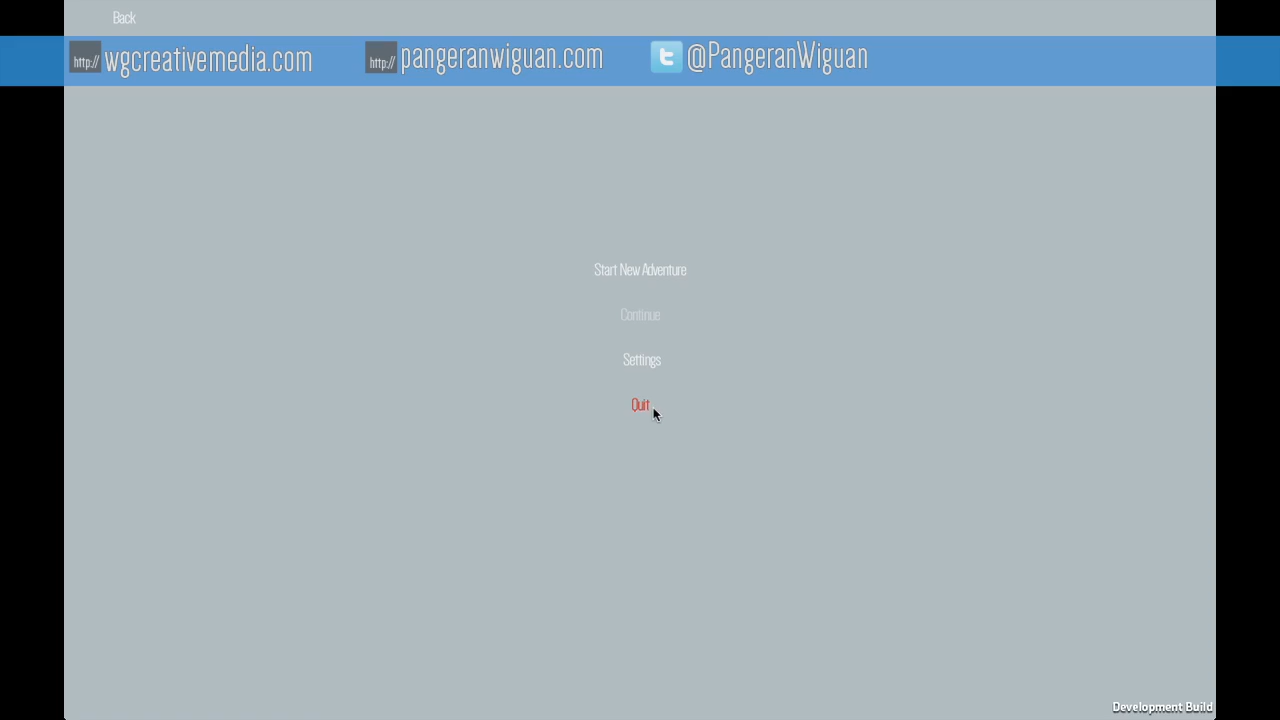 Back
http:// wgcreativemedia.com http:// pangeranwiguan.com @PangeranWiguan
Start New Adventure
Continue
Settings
Quit
Development Build